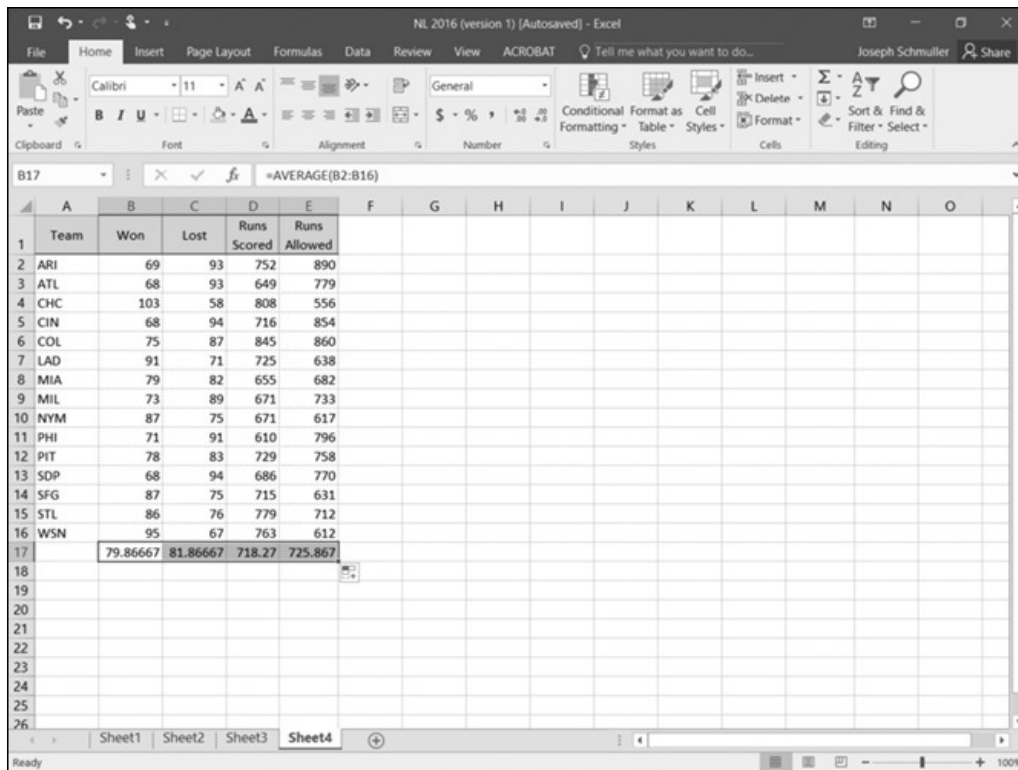 NL 2016 (version 1) [Autosaved] - Excel
File Home Insert Page Layout Formulas Data Review View ACROBAT Tell me what you want to do... Joseph Schmuller Share
Paste
Calibri 11 A A General
B I U A $ % , .00
Conditional Formatting Format as Table Cell Styles
Insert
Delete
Format
Sort & Filter Find & Select
Clipboard Font Alignment Number Styles Cells Editing
B17 fx =AVERAGE(B2:B16)
A B C D E F G H I J K L M N O
1 Team Won Lost Runs Scored Runs Allowed
2 ARI 69 93 752 890
3 ATL 68 93 649 779
4 CHC 103 58 808 556
5 CIN 68 94 716 854
6 COL 75 87 845 860
7 LAD 91 71 725 638
8 MIA 79 82 655 682
9 MIL 73 89 671 733
10 NYM 87 75 671 617
11 PHI 71 91 610 796
12 PIT 78 83 729 758
13 SDP 68 94 686 770
14 SFG 87 75 715 631
15 STL 86 76 779 712
16 WSN 95 67 763 612
17 79.86667 81.86667 718.27 725.867
18
19
20
21
22
23
24
25
26
Sheet1 Sheet2 Sheet3 Sheet4
Ready 100%